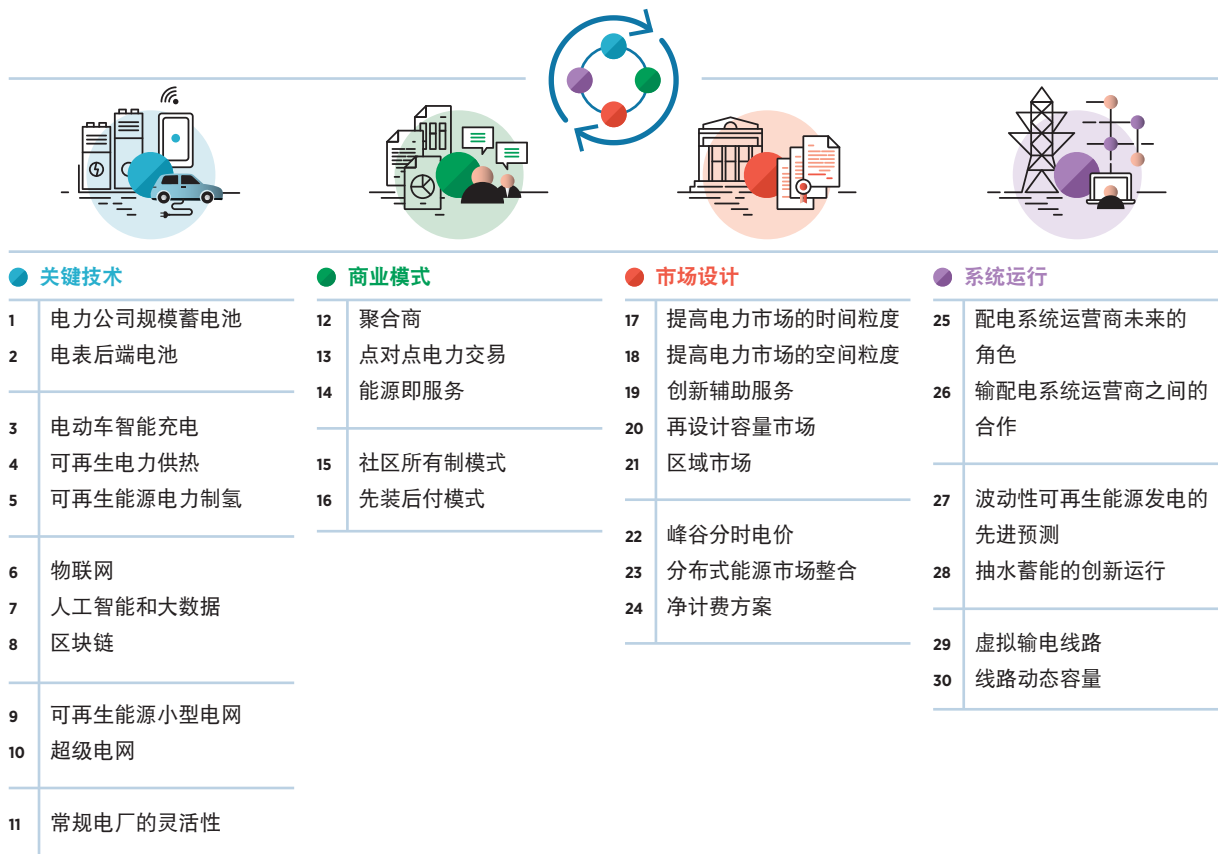 关键技术
1 电力公司规模蓄电池
2 电表后端电池
3 电动车智能充电
4 可再生电力供热
5 可再生能源电力制氢
6 物联网
7 人工智能和大数据
8 区块链
9 可再生能源小型电网
10 超级电网
11 常规电厂的灵活性
商业模式
12 聚合商
13 点对点电力交易
14 能源即服务
15 社区所有制模式
16 先装后付模式
市场设计
17 提高电力市场的时间粒度
18 提高电力市场的空间粒度
19 创新辅助服务
20 再设计容量市场
21 区域市场
22 峰谷分时电价
23 分布式能源市场整合
24 净计费方案
系统运行
25 配电系统运营商未来的
角色
26 输配电系统运营商之间的
合作
27 波动性可再生能源发电的
先进预测
28 抽水蓄能的创新运行
29 虚拟输电线路
30 线路动态容量